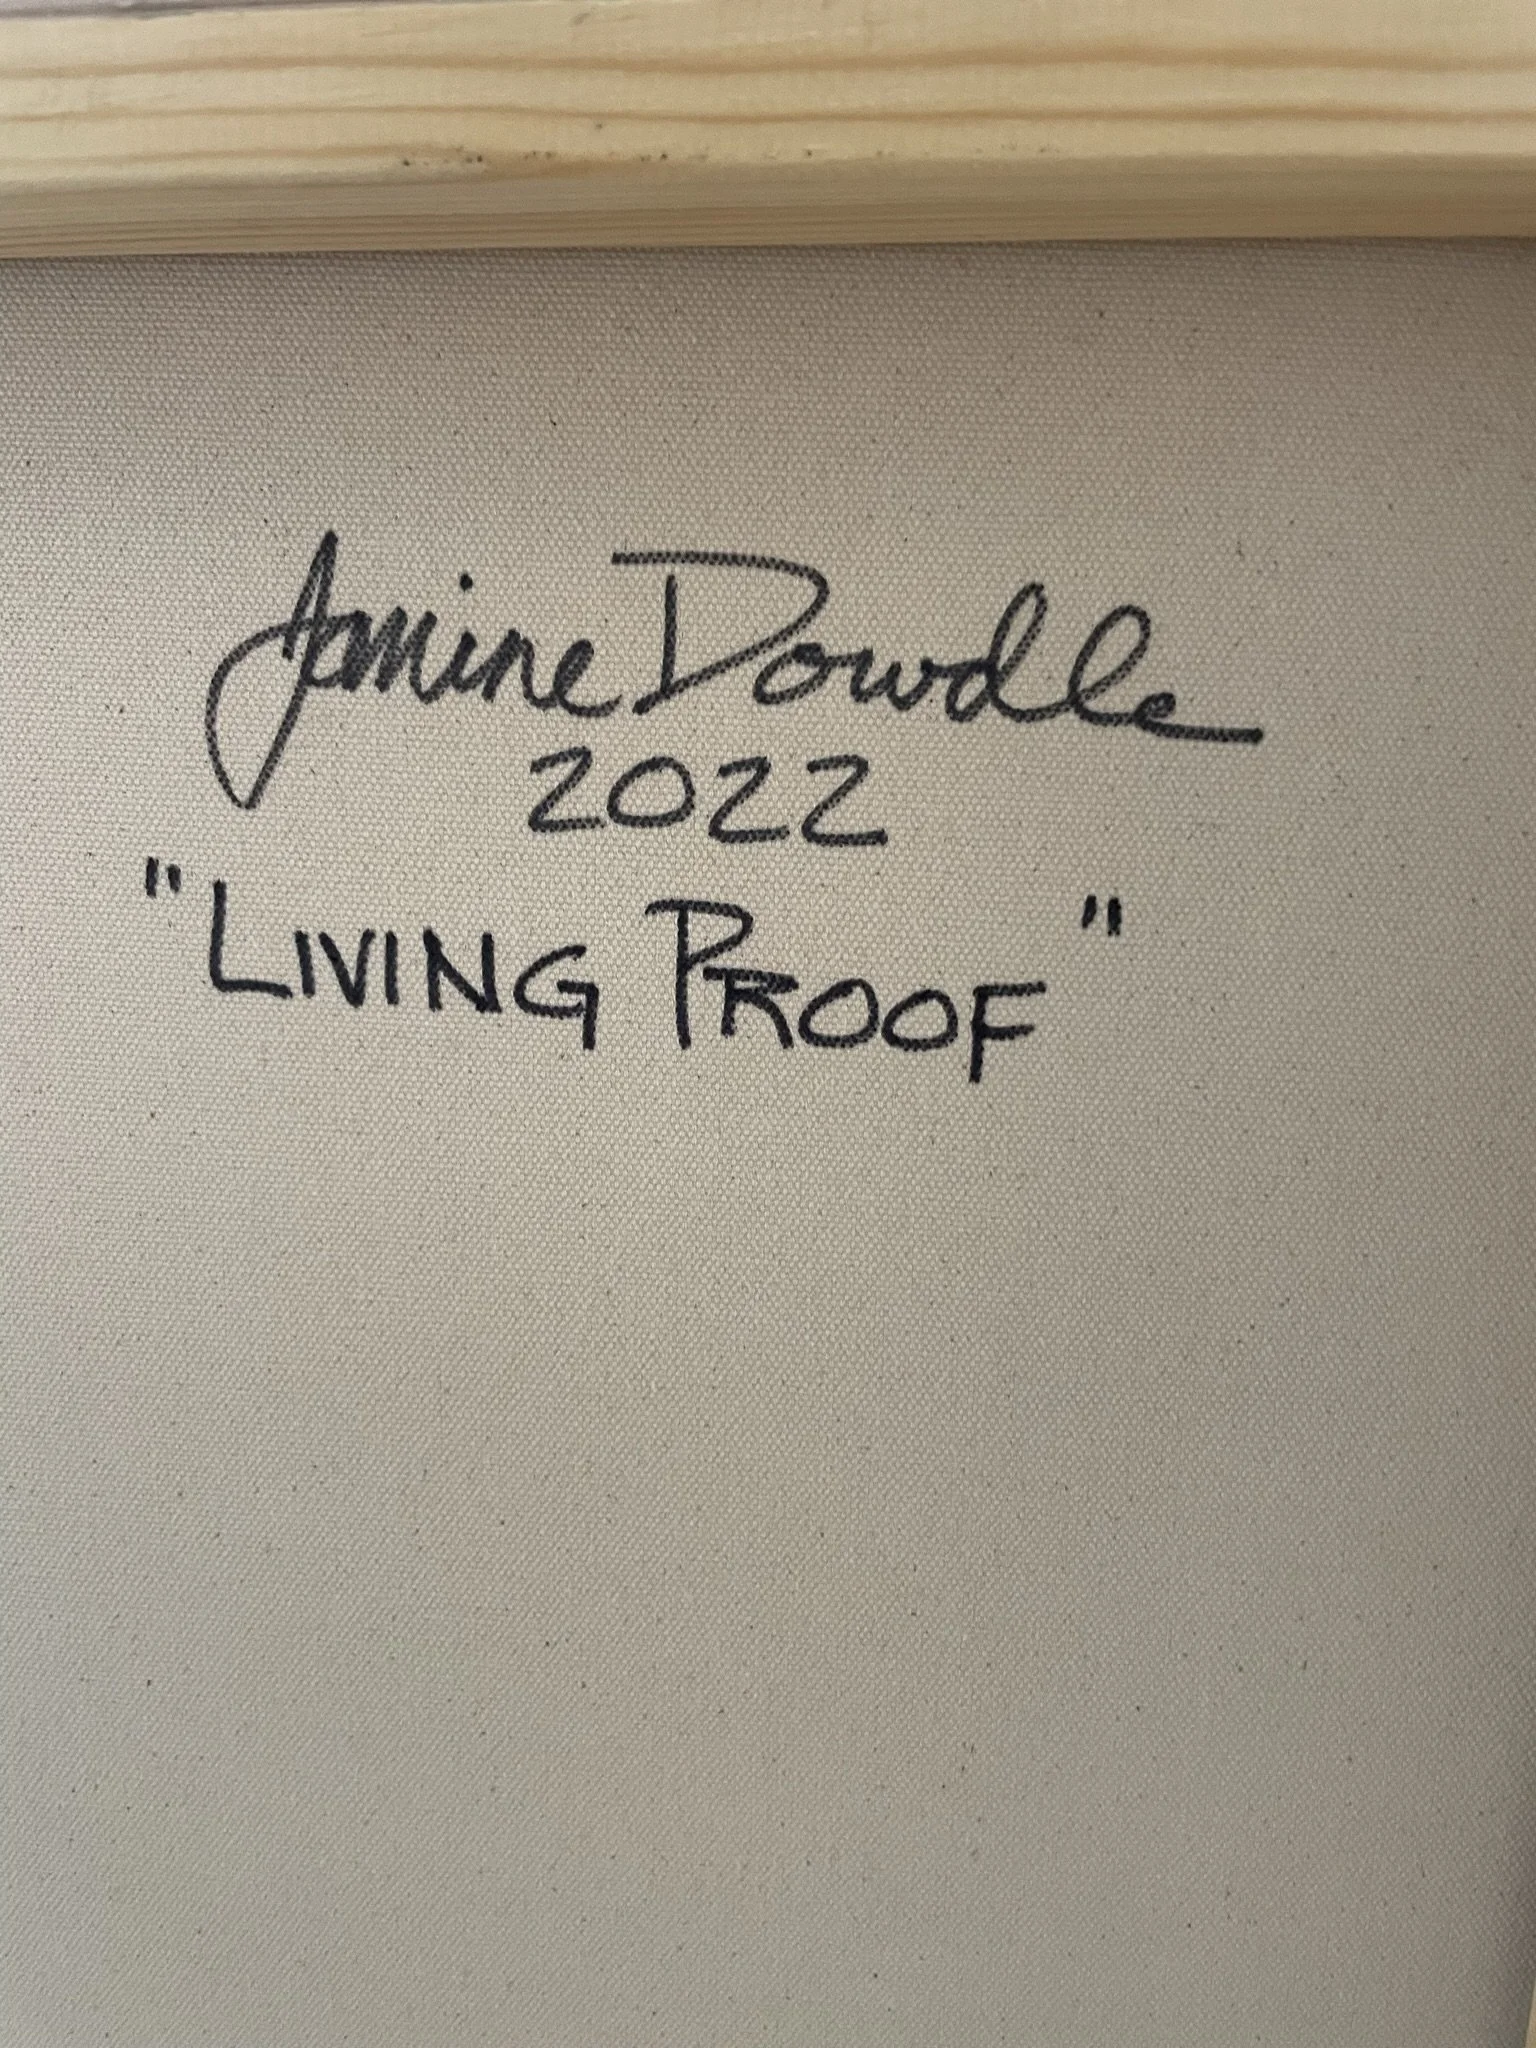 Janine Dowdle
2022
"LIVING PROOF"